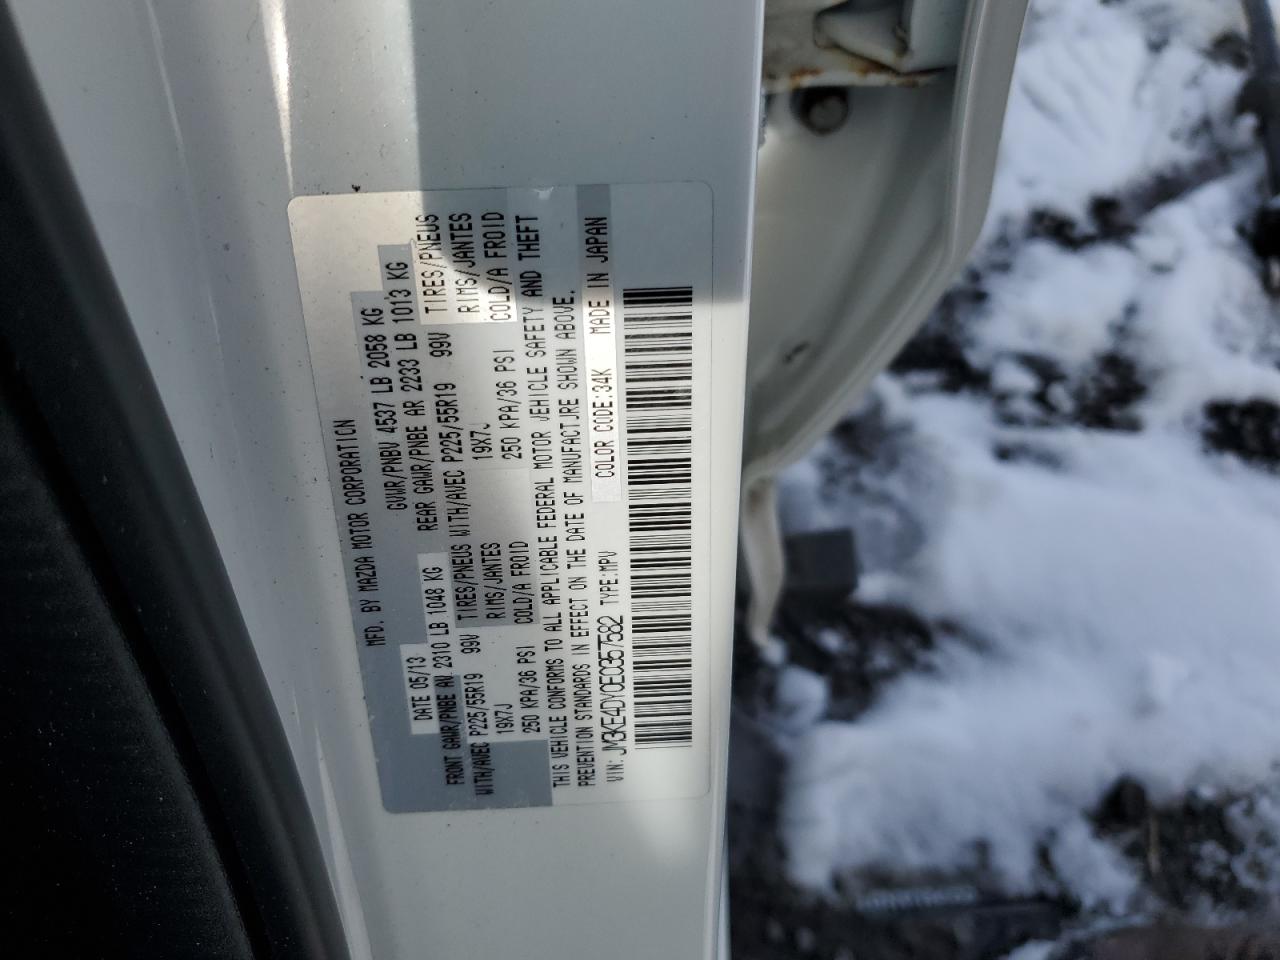 MFD. BY MAZDA MOTOR CORPORATION
DATE 05/13 GVWR/PNBV 4537 LB 2058 KG
FRONT GAWR/PNBE AV 2310 LB 1048 KG REAR GAWR/PNBE AR 2233 LB 1013 KG
WITH/AVEC P225/55R19 99V TIRES/PNEUS WITH/AVEC P225/55R19 99V TIRES/PNEUS
19X7J RIMS/JANTES 19X7J RIMS/JANTES
250 KPA/36 PSI COLD/A FROID 250 KPA/36 PSI COLD/A FROID
THIS VEHICLE CONFORMS TO ALL APPLICABLE FEDERAL MOTOR VEHICLE SAFETY AND THEFT
PREVENTION STANDARDS IN EFFECT ON THE DATE OF MANUFACTURE SHOWN ABOVE.
VIN: JM3KE4DY0E0357582 TYPE:MPV COLOR CODE:34K MADE IN JAPAN